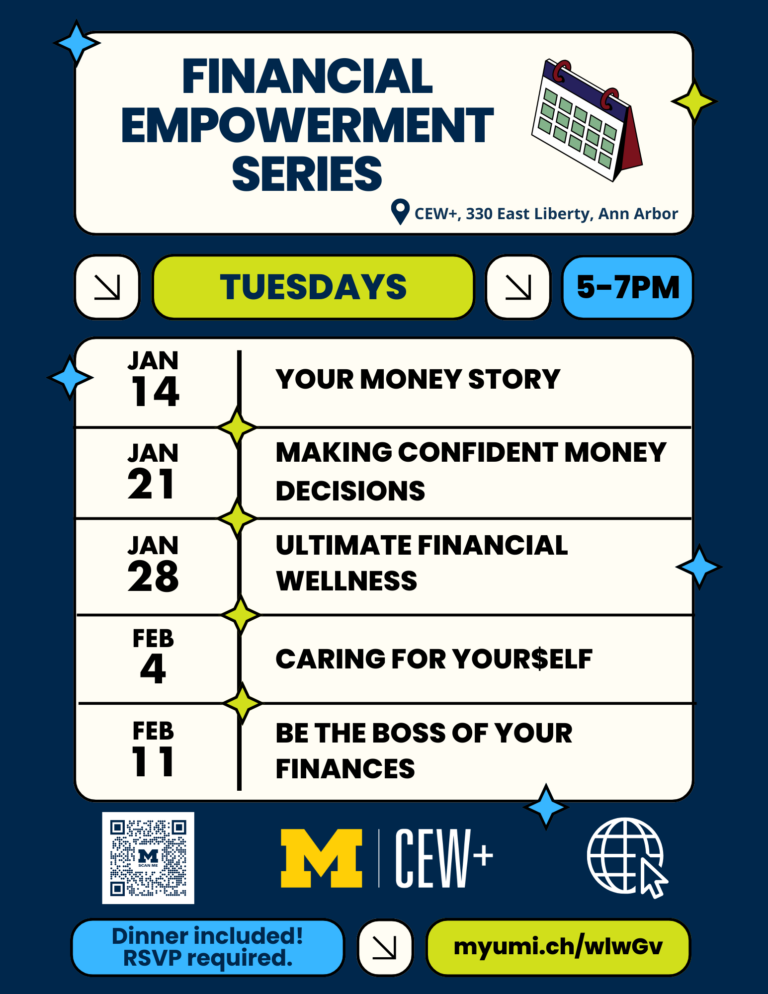 FINANCIAL
EMPOWERMENT
SERIES
CEW+, 330 East Liberty, Ann Arbor
TUESDAYS
5-7PM
JAN
14
YOUR MONEY STORY
JAN
21
MAKING CONFIDENT MONEY
DECISIONS
JAN
28
ULTIMATE FINANCIAL
WELLNESS
FEB
4
CARING FOR YOUR$ELF
FEB
11
BE THE BOSS OF YOUR
FINANCES
M
SCAN ME
M | CEW+
Dinner included!
RSVP required.
myumi.ch/wlwGv